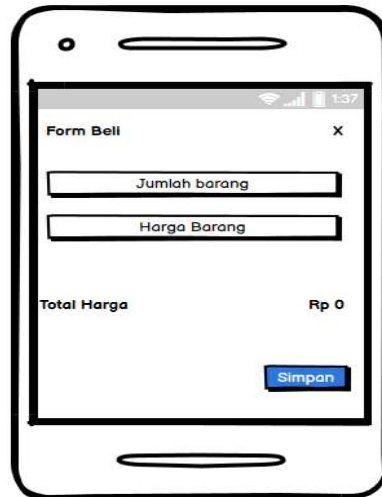 1:37
Form Beli X
Jumlah barang
Harga Barang
Total Harga Rp 0
Simpan